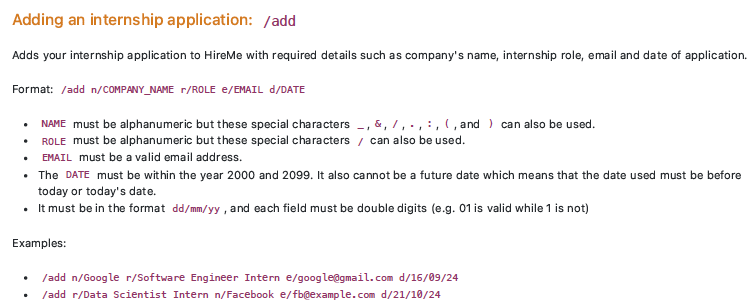 Adding an internship application: /add
Adds your internship application to HireMe with required details such as company's name, internship role, email and date of application.
Format: /add n/COMPANY_NAME r/ROLE e/EMAIL d/DATE
• NAME must be alphanumeric but these special characters _, &, /, ., :, (, and ) can also be used.
• ROLE must be alphanumeric but these special characters / can also be used.
• EMAIL must be a valid email address.
• The DATE must be within the year 2000 and 2099. It also cannot be a future date which means that the date used must be before
today or today's date.
• It must be in the format dd/mm/yy, and each field must be double digits (e.g. 01 is valid while 1 is not)
Examples:
• /add n/Google r/Software Engineer Intern e/google@gmail.com d/16/09/24
• /add r/Data Scientist Intern n/Facebook e/fb@example.com d/21/10/24